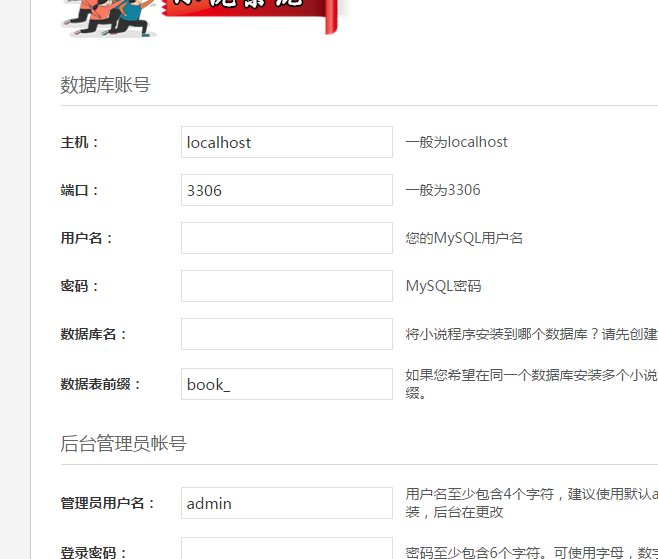 数据库账号
主机： localhost 一般为localhost
端口： 3306 一般为3306
用户名： 您的MySQL用户名
密码： MySQL密码
数据库名： 将小说程序安装到哪个数据库？请先创建
数据表前缀： book_ 如果您希望在同一个数据库安装多个小说
缀。
后台管理员帐号
管理员用户名： admin 用户名至少包含4个字符，建议使用默认a
装，后台在更改
登录密码： 密码至少包含6个字符。可使用字母，数字